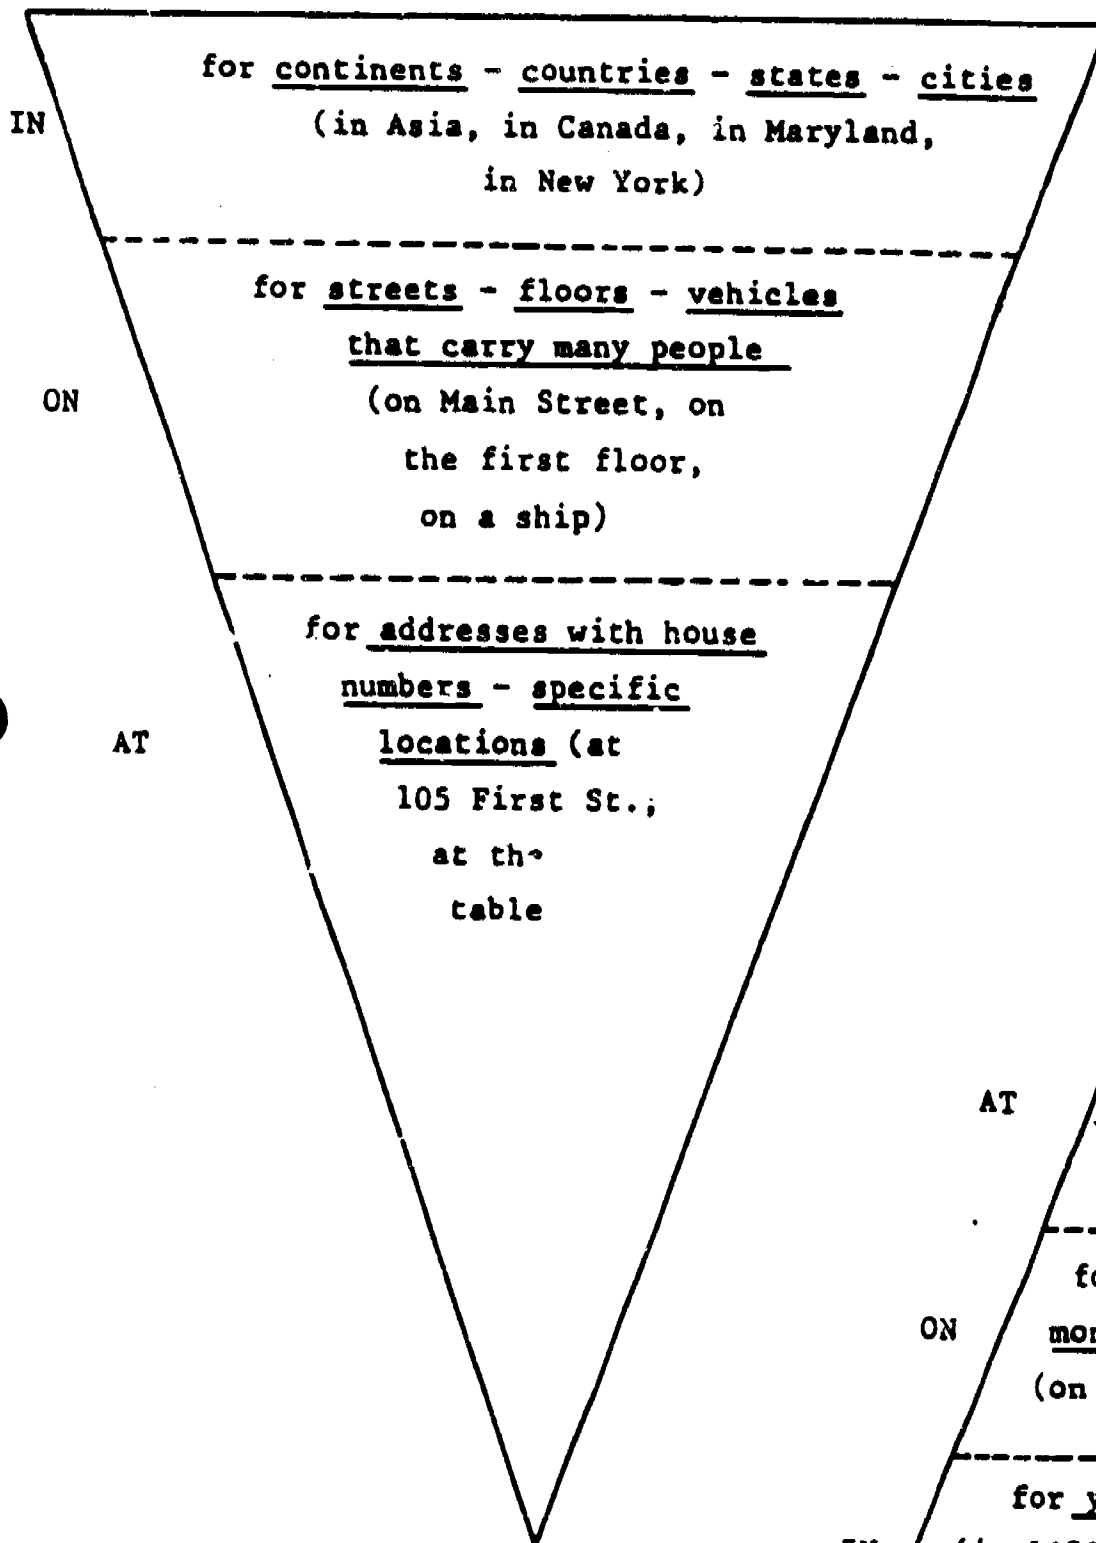 for continents - countries - states - cities
IN
(in Asia, in Canada, in Maryland,
in New York)
for streets - floors - vehicles
that carry many people
ON
(on Main Street, on
the first floor,
on a ship)
for addresses with house
numbers - specific
AT
locations (at
105 First St.;
at the
table
AT
ON
(on
for